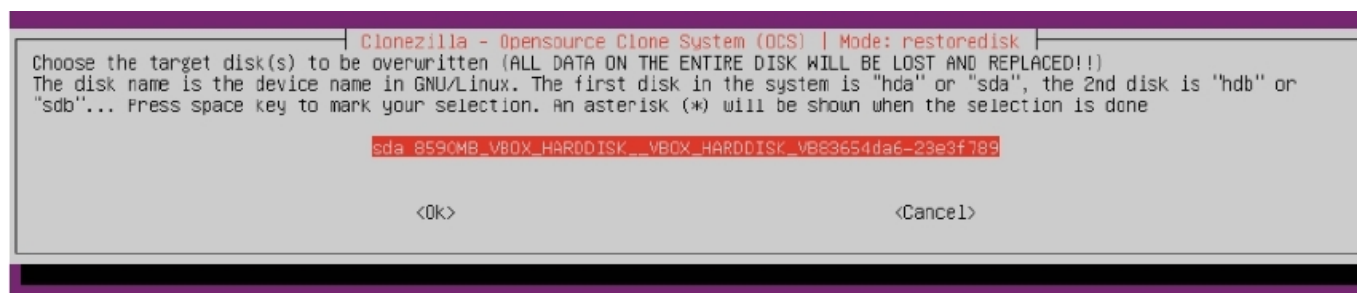 Clonezilla - Opensource Clone System (OCS) | Mode: restoredisk
Choose the target disk(s) to be overwritten (ALL DATA ON THE ENTIRE DISK WILL BE LOST AND REPLACED!!)
The disk name is the device name in GNU/Linux. The first disk in the system is "hda" or "sda", the 2nd disk is "hdb" or
"sdb"... Press space key to mark your selection. An asterisk (*) will be shown when the selection is done
sda 8590MB_VBOX_HARDDISK__VBOX_HARDDISK_VB83654da6-23e3f789
<Ok> <Cancel>